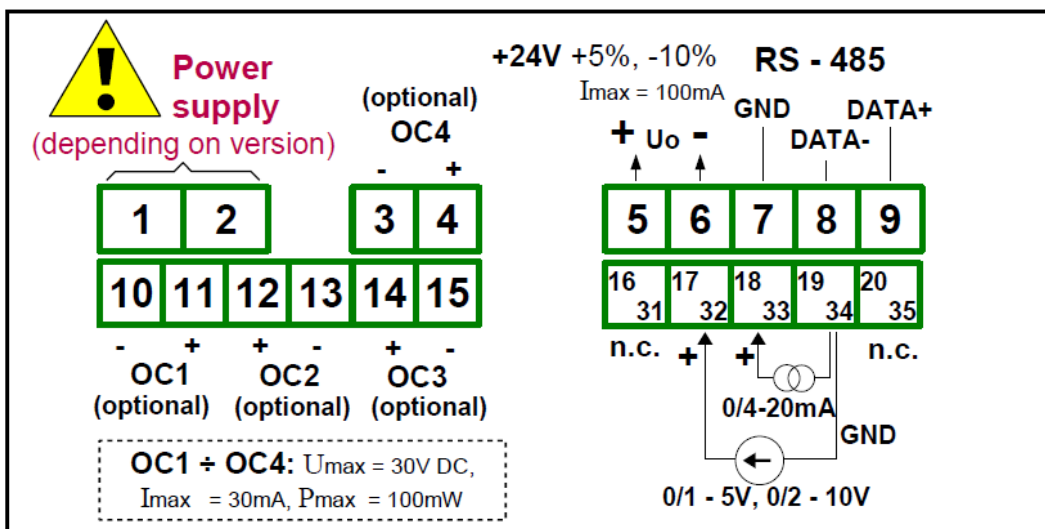 Power
supply
(depending on version)
(optional)
OC4
- +
+24V +5%, -10%
Imax = 100mA
+ Uo -
RS - 485
GND
DATA-
DATA+
1 2 3 4
10 11 12 13 14 15
- + + - + -
OC1 OC2 OC3
(optional) (optional) (optional)
OC1 ÷ OC4: Umax = 30V DC,
Imax = 30mA, Pmax = 100mW
5 6 7 8 9
16 17 18 19 20
31 32 33 34 35
n.c. + + n.c.
0/4-20mA
GND
0/1 - 5V, 0/2 - 10V